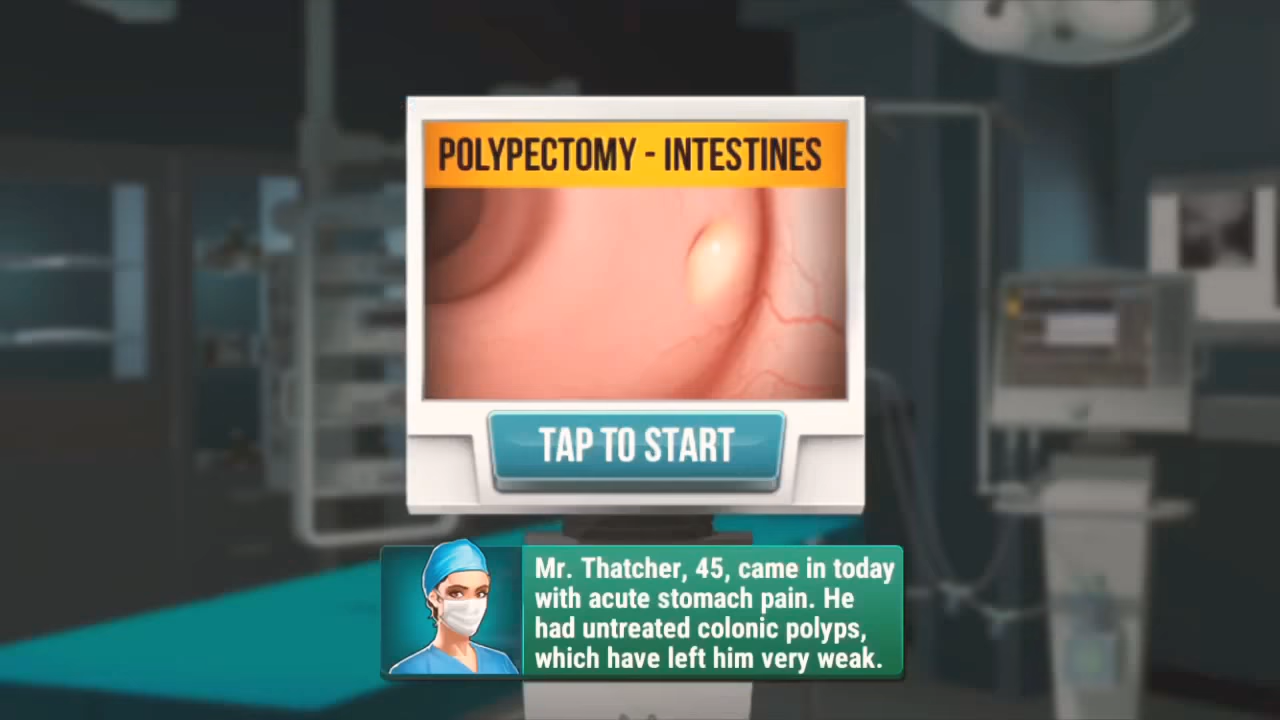 POLYPECTOMY - INTESTINES
TAP TO START
Mr. Thatcher, 45, came in today
with acute stomach pain. He
had untreated colonic polyps,
which have left him very weak.